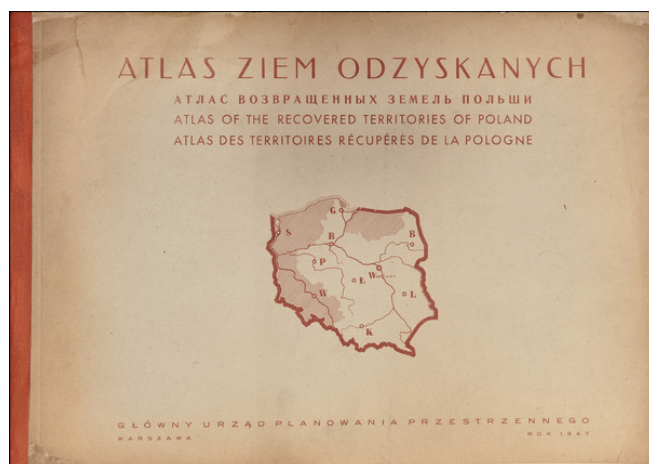 ATLAS ZIEM ODZYSKANYCH
АТЛАС ВОЗВРАЩЕННЫХ ЗЕМЕЛЬ ПОЛЬШИ
ATLAS OF THE RECOVERED TERRITORIES OF POLAND
ATLAS DES TERRITOIRES RÉCUPÉRÉS DE LA POLOGNE
G
S
B
B
P
W
Ł
W
L
K
GŁÓWNY URZĄD PLANOWANIA PRZESTRZENNEGO
WARSZAWA
ROK 1947